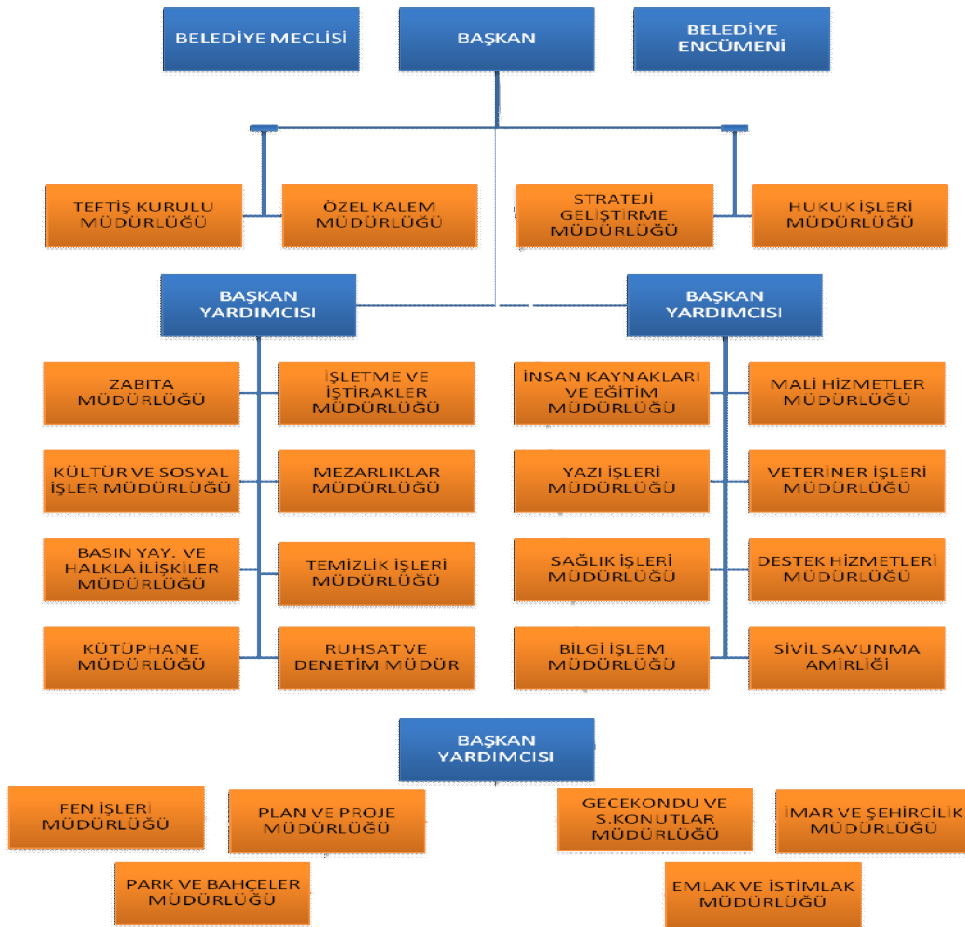 BELEDİYE MECLİSİ
BAŞKAN
BELEDİYE
ENCÜMENİ
TEFTİŞ KURULU
MÜDÜRLÜĞÜ
ÖZEL KALEM
MÜDÜRLÜĞÜ
STRATEJİ
GELİŞTİRME
MÜDÜRLÜĞÜ
HUKUK İŞLERİ
MÜDÜRLÜĞÜ
BAŞKAN
YARDIMCISI
BAŞKAN
YARDIMCISI
ZABITA
MÜDÜRLÜĞÜ
İŞLETME VE
İŞTİRAKLER
MÜDÜRLÜĞÜ
İNSAN KAYNAKLARI
VE EĞİTİM
MÜDÜRLÜĞÜ
MALİ HİZMETLER
MÜDÜRLÜĞÜ
KÜLTÜR VE SOSYAL
İŞLER MÜDÜRLÜĞÜ
MEZARLIKLAR
MÜDÜRLÜĞÜ
YAZI İŞLERİ
MÜDÜRLÜĞÜ
VETERİNER İŞLERİ
MÜDÜRLÜĞÜ
BASIN YAY. VE
HALKLA İLİŞKİLER
MÜDÜRLÜĞÜ
TEMİZLİK İŞLERİ
MÜDÜRLÜĞÜ
SAĞLIK İŞLERİ
MÜDÜRLÜĞÜ
DESTEK HİZMETLERİ
MÜDÜRLÜĞÜ
KÜTÜPHANE
MÜDÜRLÜĞÜ
RUHSAT VE
DENETİM MÜDÜR
BİLGİ İŞLEM
MÜDÜRLÜĞÜ
SİVİL SAVUNMA
AMİRLİĞİ
BAŞKAN
YARDIMCISI
FEN İŞLERİ
MÜDÜRLÜĞÜ
PLAN VE PROJE
MÜDÜRLÜĞÜ
GECEKONDU VE
S.KONUTLAR
MÜDÜRLÜĞÜ
İMAR VE ŞEHİRCİLİK
MÜDÜRLÜĞÜ
PARK VE BAHÇELER
MÜDÜRLÜĞÜ
EMLAK VE İSTİMLAK
MÜDÜRLÜĞÜ